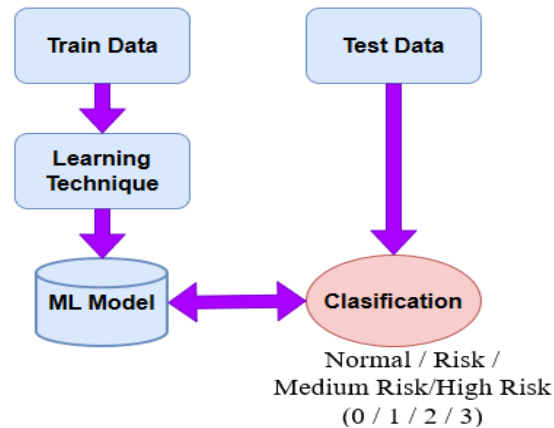 Train Data
Test Data
Learning
Technique
ML Model
Clasification
Normal / Risk /
Medium Risk/High Risk
(0 / 1 / 2 / 3)